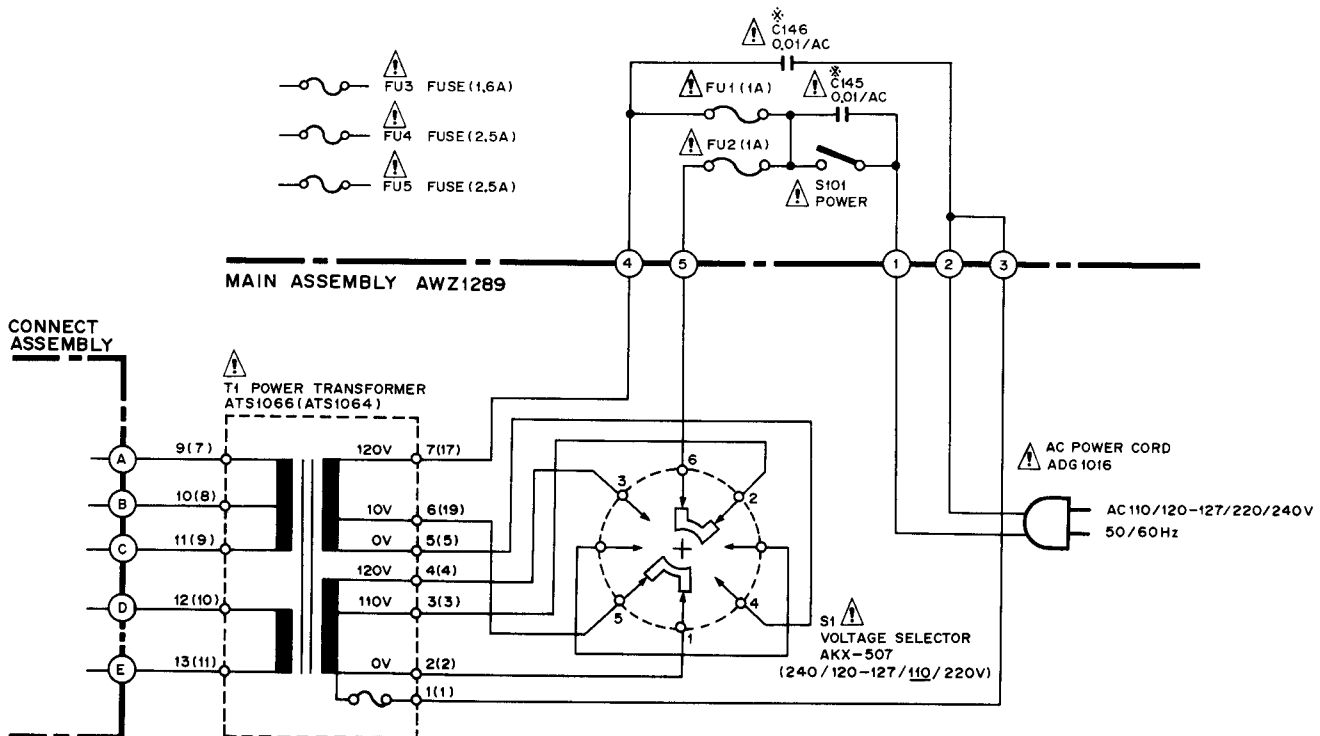 C146
0.01/AC
C145
0.01/AC
FU3 FUSE(1.6A)
FU4 FUSE(2.5A)
FU5 FUSE(2.5A)
FU1(1A)
FU2(1A)
S101
POWER
4
5
1
2
3
MAIN ASSEMBLY AWZ1289
CONNECT
ASSEMBLY
T1 POWER TRANSFORMER
ATS1066(ATS1064)
A
9(7)
120V
7(17)
B
10(8)
10V
6(19)
C
11(9)
0V
5(5)
120V
4(4)
D
12(10)
110V
3(3)
E
13(11)
0V
2(2)
1(1)
6
3
2
5
4
1
S1
VOLTAGE SELECTOR
AKX-507
(240/120-127/110/220V)
AC POWER CORD
ADG1016
AC110/120-127/220/240V
50/60Hz